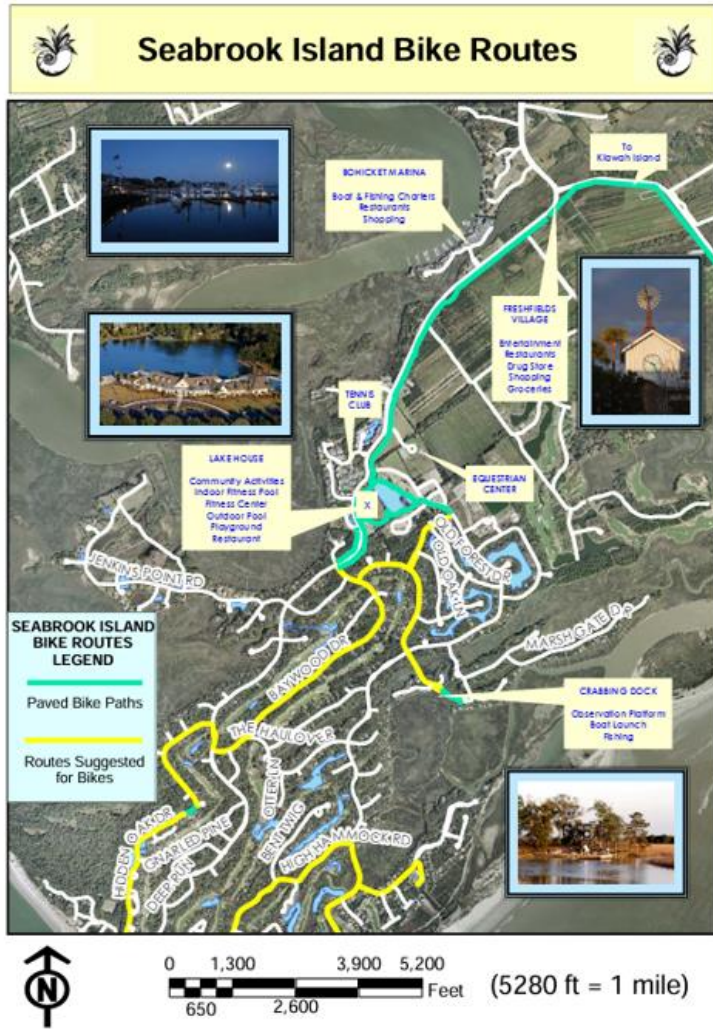 Seabrook Island Bike Routes
To
Kiawah Island
BOHICKET MARINA
Boat & Fishing Charters
Restaurants
Shopping
FRESHFIELDS
VILLAGE
Entertainment
Restaurants
Drug Store
Shopping
Groceries
TENNIS
CLUB
LAKE HOUSE
Community Activities
Indoor Fitness Pool
Fitness Center
Outdoor Pool
Playground
Restaurant
X
EQUESTRIAN
CENTER
OLD FOREST DR
OLD OAK LN
JENKINS POINT RD
MARSH GATE DR
BAYWOOD DR
SEABROOK ISLAND
BIKE ROUTES
LEGEND
Paved Bike Paths
Routes Suggested
for Bikes
CRABBING DOCK
Observation Platform
Boat Launch
Fishing
THE HAULOVER
OTTER LN
HIDDEN OAK DR
GNARLED PINE
DEEP RUN
BENT TWIG
HIGH HAMMOCK RD
N
0 1,300 3,900 5,200
Feet
650 2,600
(5280 ft = 1 mile)